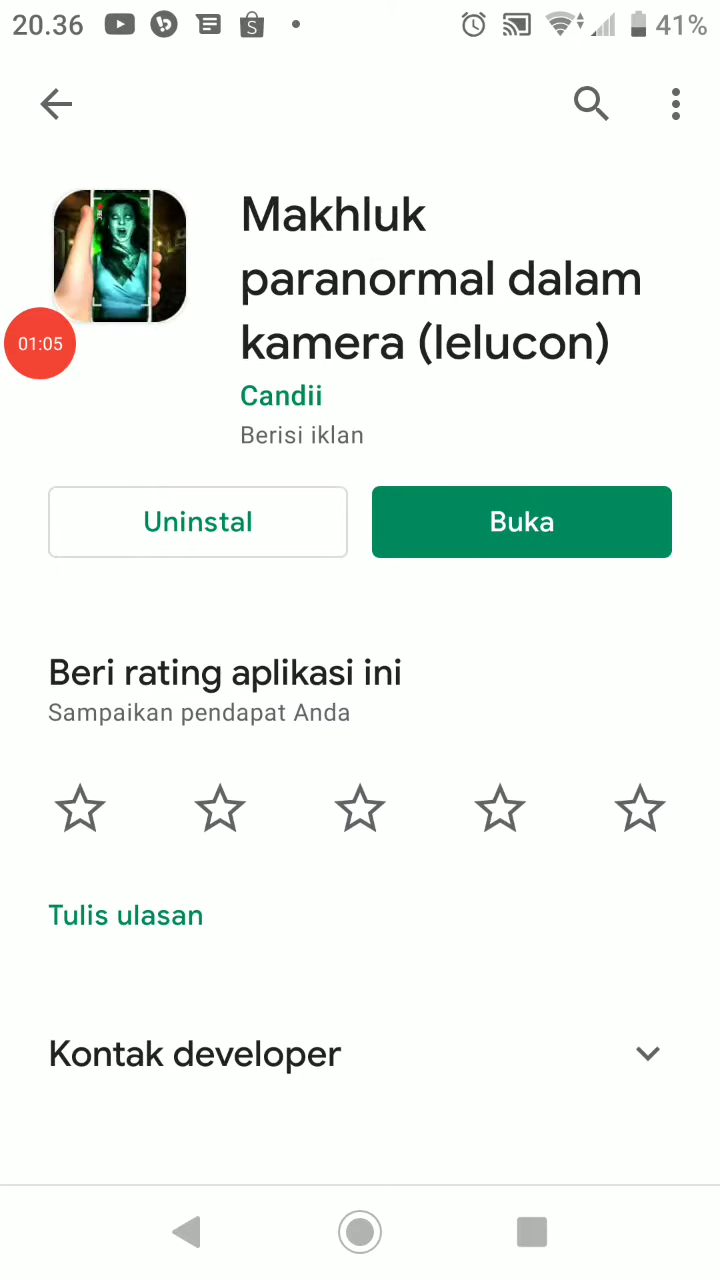 20.36
41%
Makhluk
paranormal dalam
kamera (lelucon)
01:05
Candii
Berisi iklan
Uninstal
Buka
Beri rating aplikasi ini
Sampaikan pendapat Anda
Tulis ulasan
Kontak developer